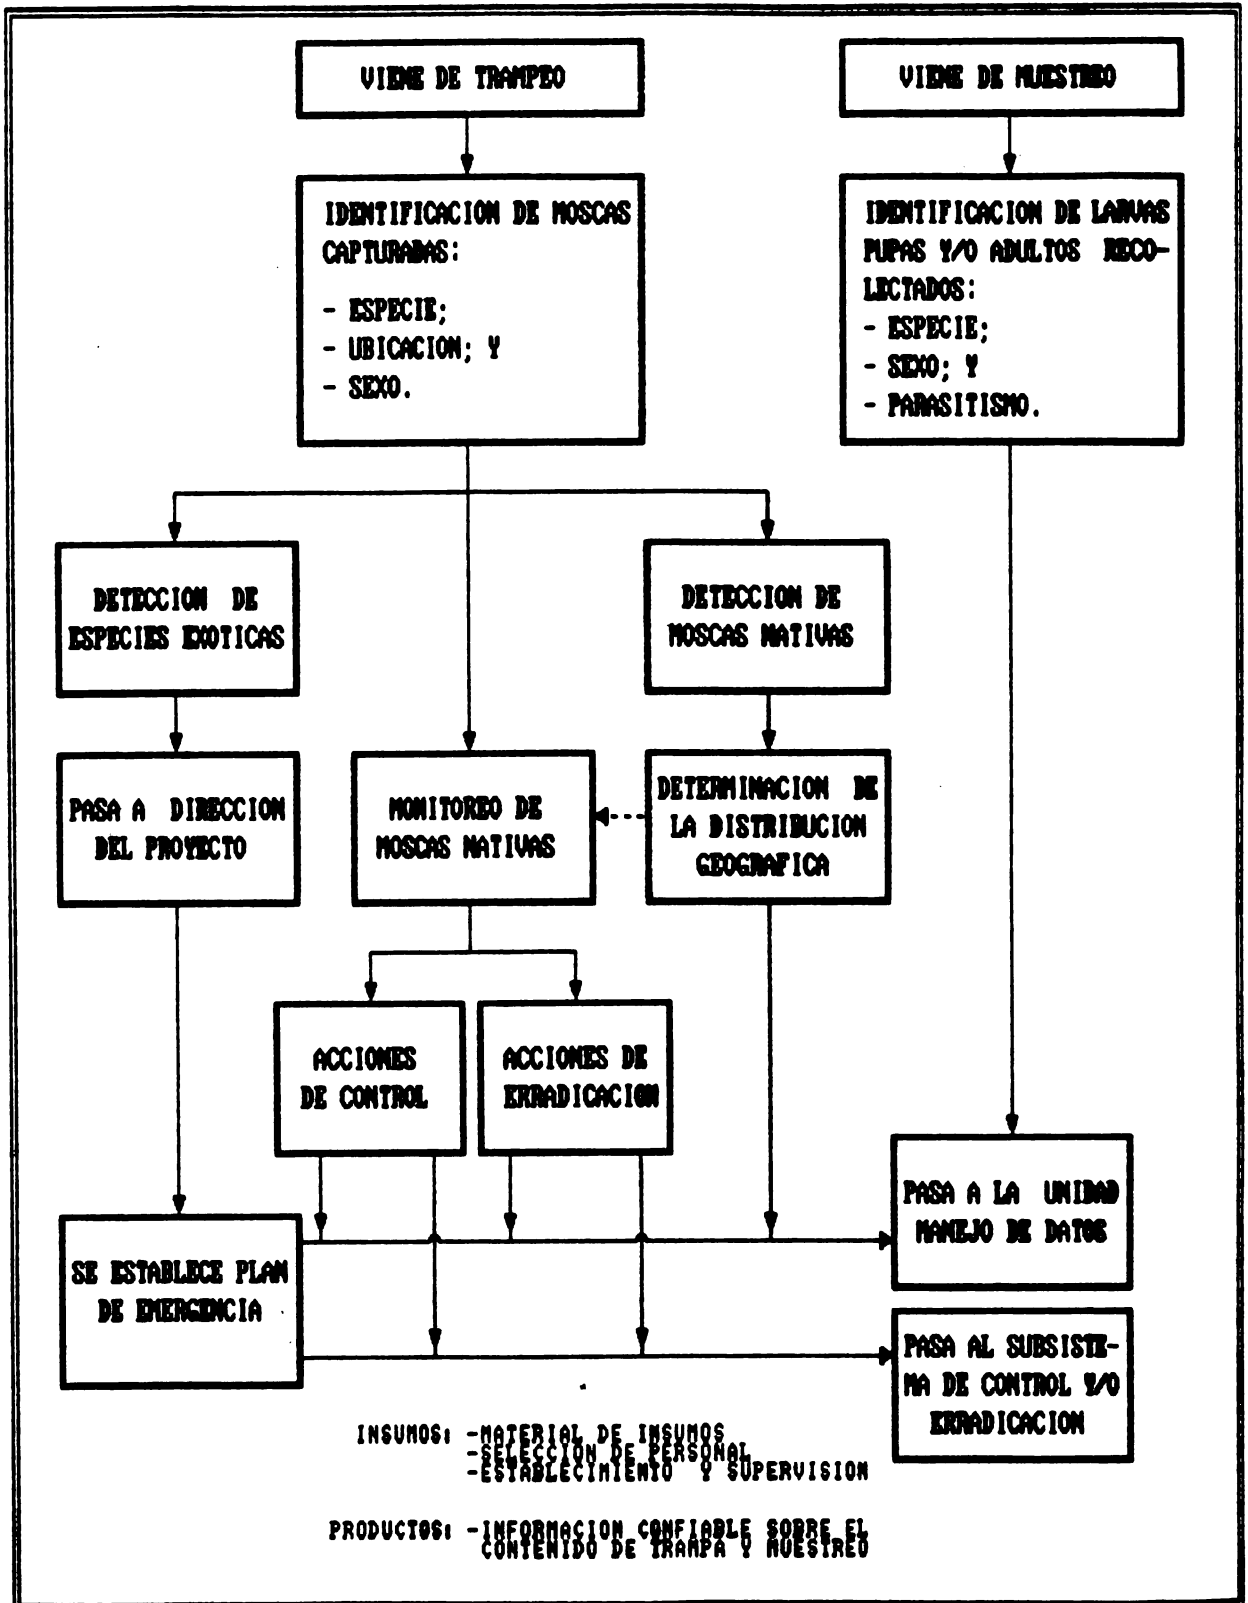 VIENE DE TRAMPEO
VIENE DE MUESTREO
IDENTIFICACION DE MOSCAS
CAPTURADAS:
- ESPECIE;
- UBICACION; Y
- SEXO.
IDENTIFICACION DE LARVAS
PUPAS Y/O ADULTOS RECO-
LECTADOS:
- ESPECIE;
- SEXO; Y
- PARASITISMO.
DETECCION DE
ESPECIES EXOTICAS
DETECCION DE
MOSCAS NATIVAS
PASA A DIRECCION
DEL PROYECTO
MONITOREO DE
MOSCAS NATIVAS
DETERMINACION DE
LA DISTRIBUCION
GEOGRAFICA
ACCIONES
DE CONTROL
ACCIONES DE
ERRADICACION
PASA A LA UNIDAD
MANEJO DE DATOS
SE ESTABLECE PLAN
DE EMERGENCIA
PASA AL SUBSISTE-
MA DE CONTROL Y/O
ERRADICACION
INSUMOS: -MATERIAL DE INSUMOS
-SELECCION DE PERSONAL
-ESTABLECIMIENTO Y SUPERVISION
PRODUCTOS: -INFORMACION CONFIABLE SOBRE EL
CONTENIDO DE TRAMPA Y MUESTREO